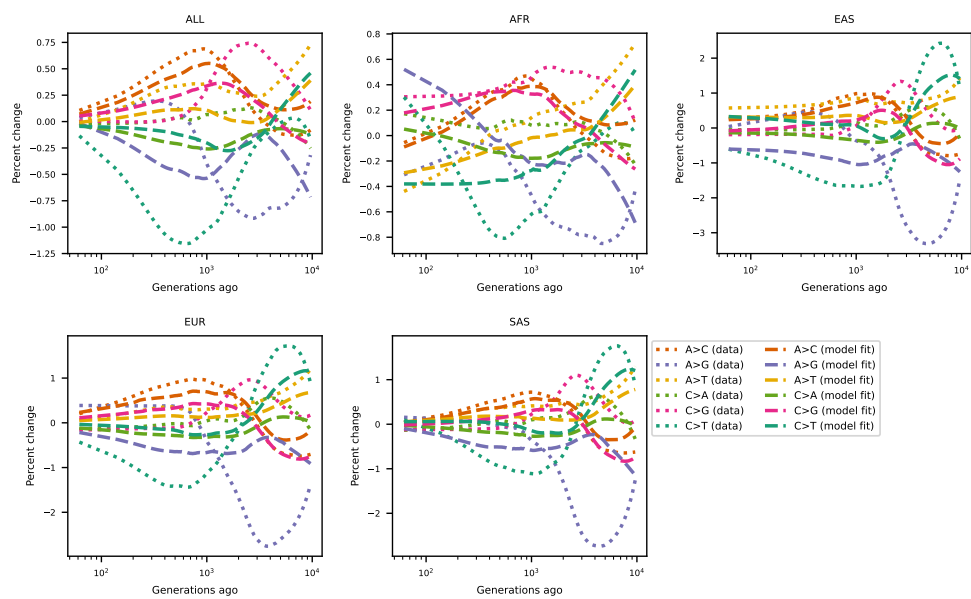 ALL
AFR
EAS
Percent change
0.75
0.50
0.25
0.00
−0.25
−0.50
−0.75
−1.00
−1.25
10²
10³
10⁴
Generations ago
Percent change
0.8
0.6
0.4
0.2
0.0
−0.2
−0.4
−0.6
−0.8
10²
10³
10⁴
Generations ago
Percent change
2
1
0
−1
−2
−3
10²
10³
10⁴
Generations ago
EUR
SAS
Percent change
1
0
−1
−2
10²
10³
10⁴
Generations ago
Percent change
1
0
−1
−2
10²
10³
10⁴
Generations ago
A>C (data)
A>G (data)
A>T (data)
C>A (data)
C>G (data)
C>T (data)
A>C (model fit)
A>G (model fit)
A>T (model fit)
C>A (model fit)
C>G (model fit)
C>T (model fit)